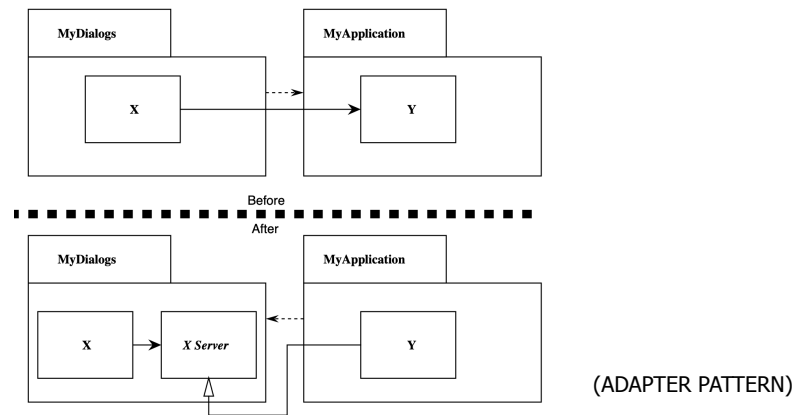 MyDialogs MyApplication
X Y
Before
After
MyDialogs MyApplication
X X Server Y
(ADAPTER PATTERN)